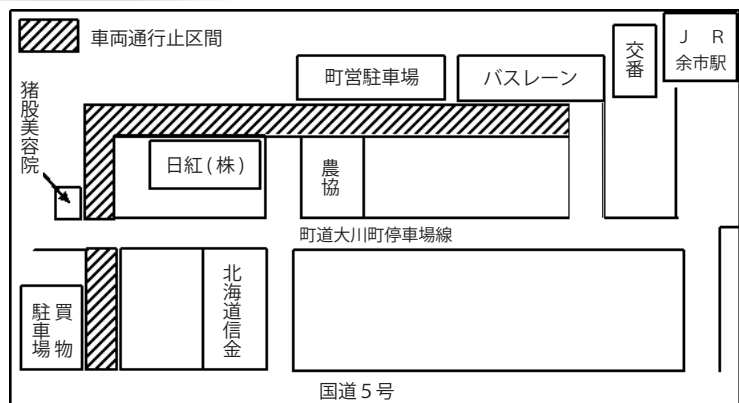 車両通行止区間
ＪＲ
余市駅
交番
町営駐車場
バスレーン
猪股美容院
日紅(株)
農協
町道大川町停車場線
北海道信金
買物
駐車場
国道５号